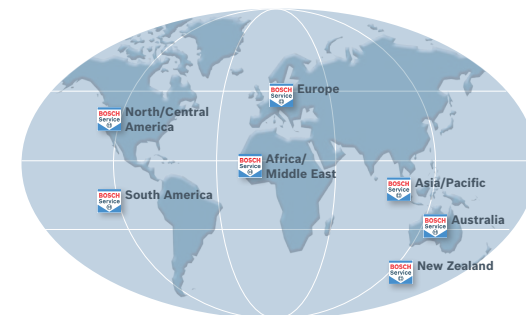 BOSCH
Service
Europe
BOSCH
Service
North/Central
America
BOSCH
Service
Africa/
Middle East
BOSCH
Service
Asia/Pacific
BOSCH
Service
South America
BOSCH
Service
Australia
BOSCH
Service
New Zealand